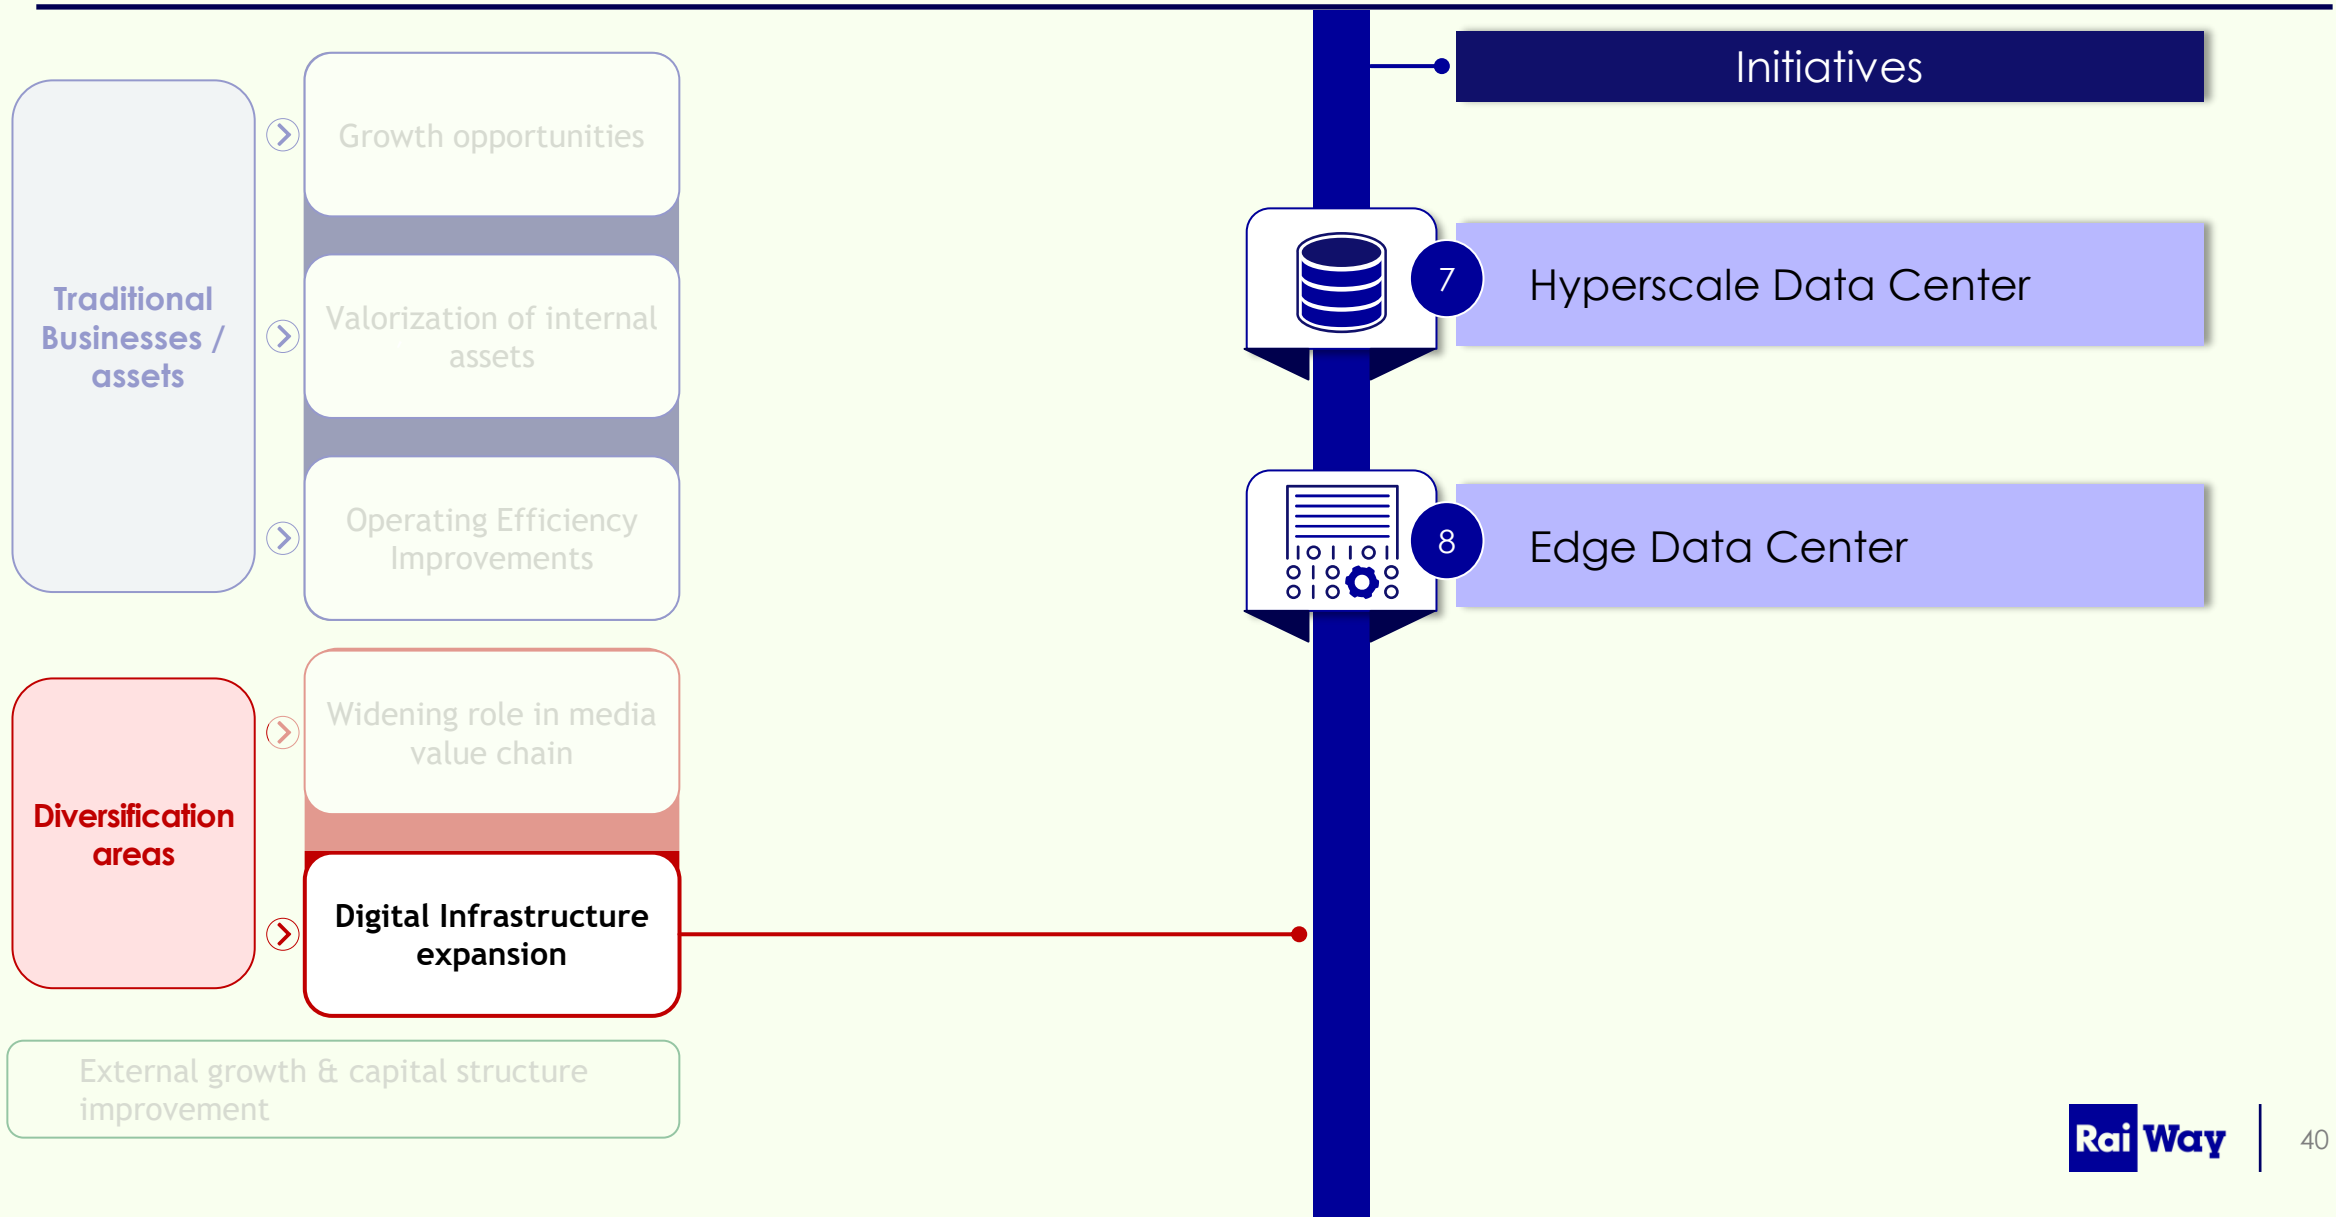 Initiatives
Growth opportunities
Traditional
Businesses /
assets
Valorization of internal
assets
Operating Efficiency
Improvements
Diversification
areas
Widening role in media
value chain
Digital Infrastructure
expansion
External growth & capital structure
improvement
7
Hyperscale Data Center
8
Edge Data Center
Rai Way
40